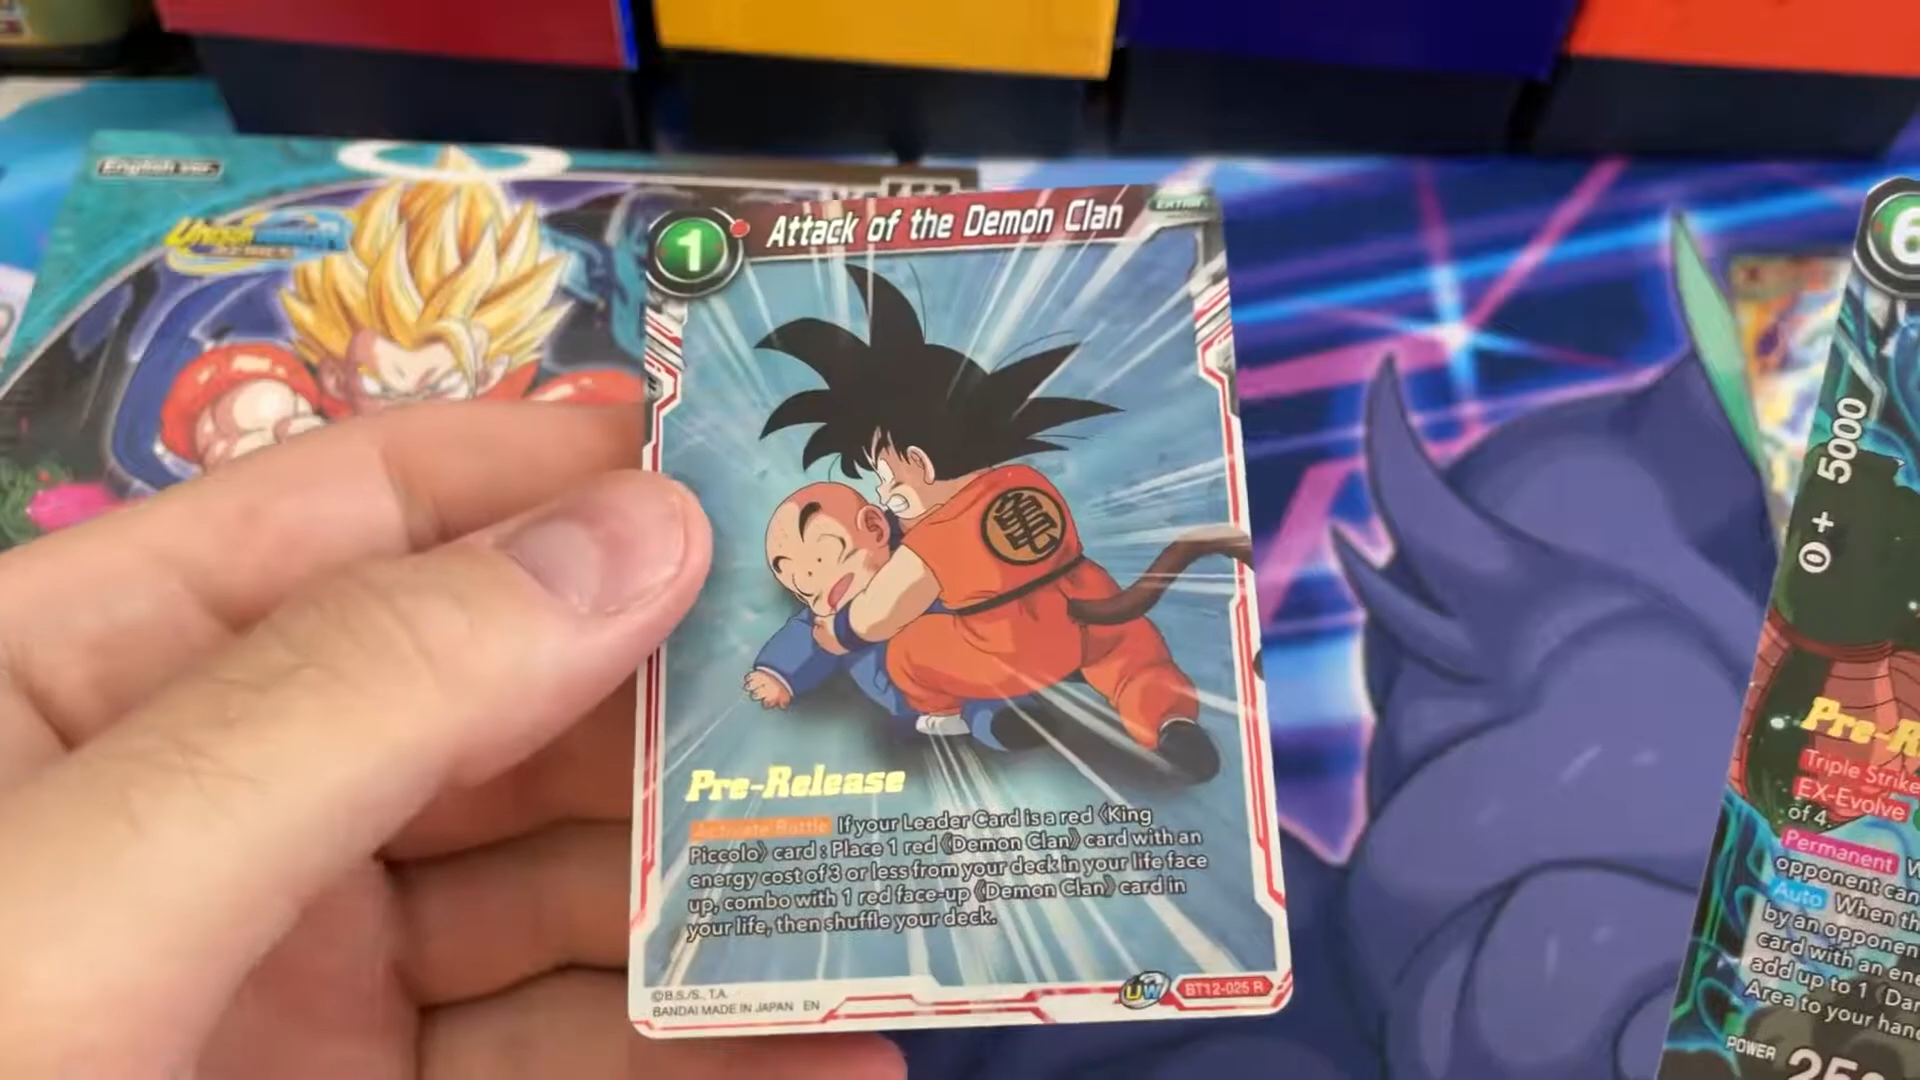 English ver.
1
Attack of the Demon Clan
EXTRA
亀
Pre-Release
Activate Battle If your Leader Card is a red 《King
Piccolo》 card : Place 1 red 《Demon Clan》 card with an
energy cost of 3 or less from your deck in your life face
up, combo with 1 red face-up 《Demon Clan》 card in
your life, then shuffle your deck.
©B.S./S., T.A.
BANDAI MADE IN JAPAN EN
UW
BT12-025 R
6
0 + 5000
Pre-R
Triple Strike
EX-Evolve
of 4.
Permanent
opponent can
Auto When th
by an opponen
card with an ene
add up to 1 《Dar
Area to your hand
POWER